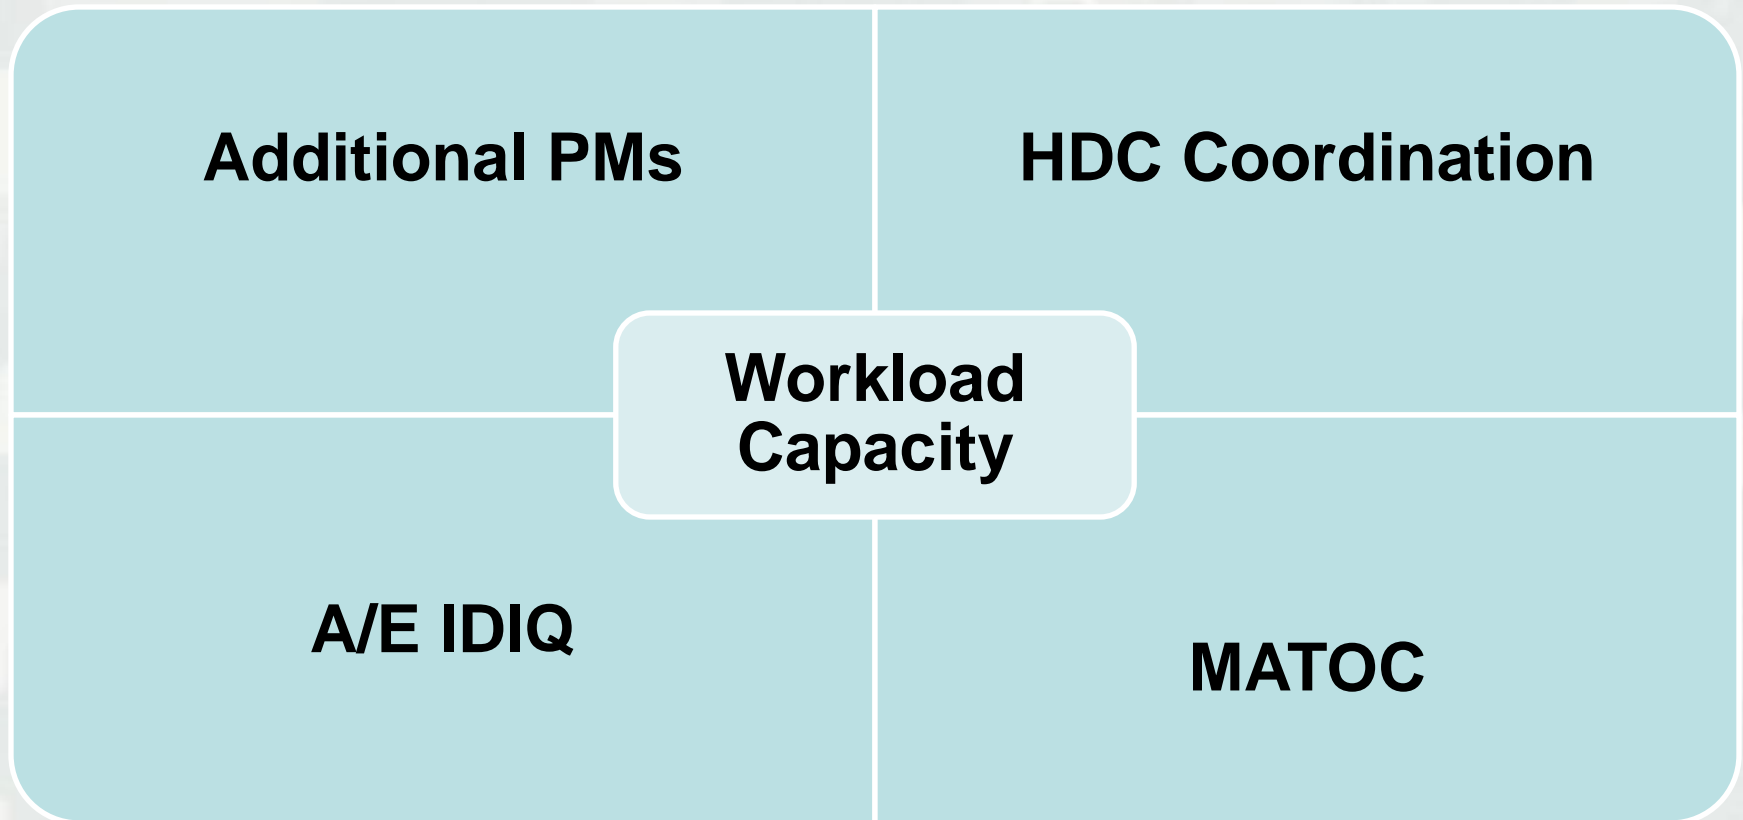 Additional PMs
HDC Coordination
Workload
Capacity
A/E IDIQ
MATOC